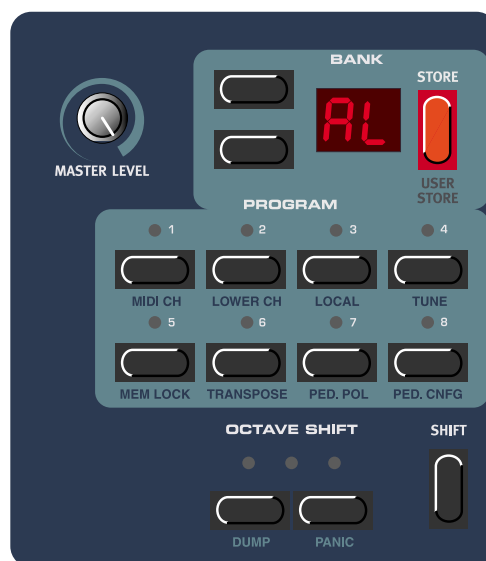 BANK
STORE
AL
MASTER LEVEL
USER
STORE
PROGRAM
1 2 3 4
MIDI CH LOWER CH LOCAL TUNE
5 6 7 8
MEM LOCK TRANSPOSE PED. POL PED. CNFG
OCTAVE SHIFT SHIFT
DUMP PANIC